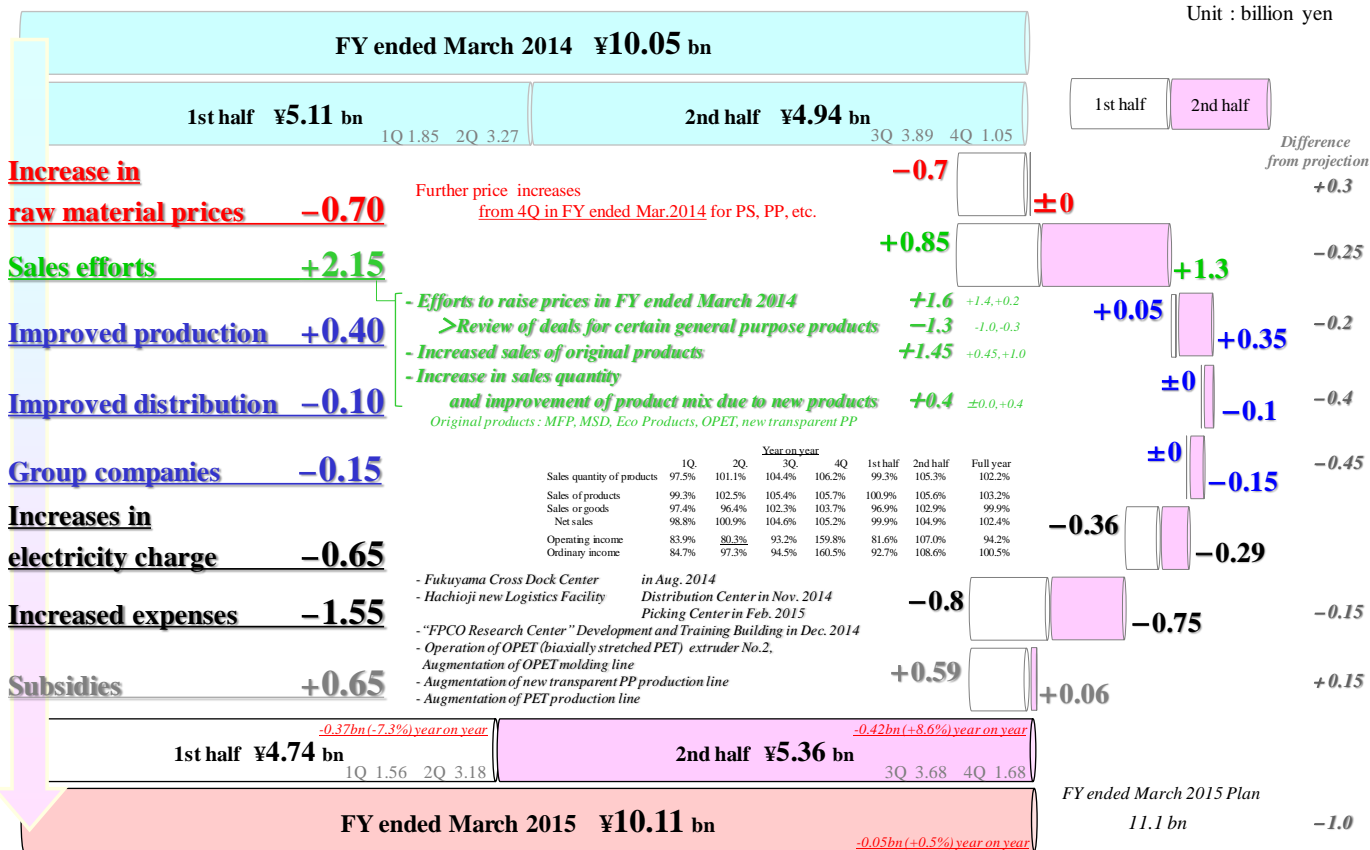 Unit : billion yen
FY ended March 2014 ¥10.05 bn
1st half ¥5.11 bn
1Q 1.85 2Q 3.27
2nd half ¥4.94 bn
3Q 3.89 4Q 1.05
1st half
2nd half
Difference
from projection
Increase in
raw material prices −0.70
Further price increases
from 4Q in FY ended Mar.2014 for PS, PP, etc.
−0.7
±0
+0.3
Sales efforts +2.15
+0.85
+1.3
-0.25
- Efforts to raise prices in FY ended March 2014 +1.6 +1.4,+0.2
>Review of deals for certain general purpose products −1.3 -1.0,-0.3
- Increased sales of original products +1.45 +0.45,+1.0
- Increase in sales quantity
and improvement of product mix due to new products +0.4 ±0.0,+0.4
Original products : MFP, MSD, Eco Products, OPET, new transparent PP
Improved production +0.40
+0.05
+0.35
-0.2
Improved distribution −0.10
±0
−0.1
-0.4
Year on year
1Q. 2Q. 3Q. 4Q 1st half 2nd half Full year
Sales quantity of products 97.5% 101.1% 104.4% 106.2% 99.3% 105.3% 102.2%
Sales of products 99.3% 102.5% 105.4% 105.7% 100.9% 105.6% 103.2%
Sales or goods 97.4% 96.4% 102.3% 103.7% 96.9% 102.9% 99.9%
Net sales 98.8% 100.9% 104.6% 105.2% 99.9% 104.9% 102.4%
Operating income 83.9% 80.3% 93.2% 159.8% 81.6% 107.0% 94.2%
Ordinary income 84.7% 97.3% 94.5% 160.5% 92.7% 108.6% 100.5%
Group companies −0.15
±0
−0.15
-0.45
Increases in
electricity charge −0.65
−0.36
−0.29
- Fukuyama Cross Dock Center in Aug. 2014
- Hachioji new Logistics Facility Distribution Center in Nov. 2014
Picking Center in Feb. 2015
-"FPCO Research Center" Development and Training Building in Dec. 2014
- Operation of OPET (biaxially stretched PET) extruder No.2,
Augmentation of OPET molding line
- Augmentation of new transparent PP production line
- Augmentation of PET production line
Increased expenses −1.55
−0.8
−0.75
-0.15
Subsidies +0.65
+0.59
+0.06
+0.15
-0.37bn (-7.3%) year on year
1st half ¥4.74 bn
1Q 1.56 2Q 3.18
-0.42bn (+8.6%) year on year
2nd half ¥5.36 bn
3Q 3.68 4Q 1.68
FY ended March 2015 ¥10.11 bn
-0.05bn (+0.5%) year on year
FY ended March 2015 Plan
11.1 bn
-1.0